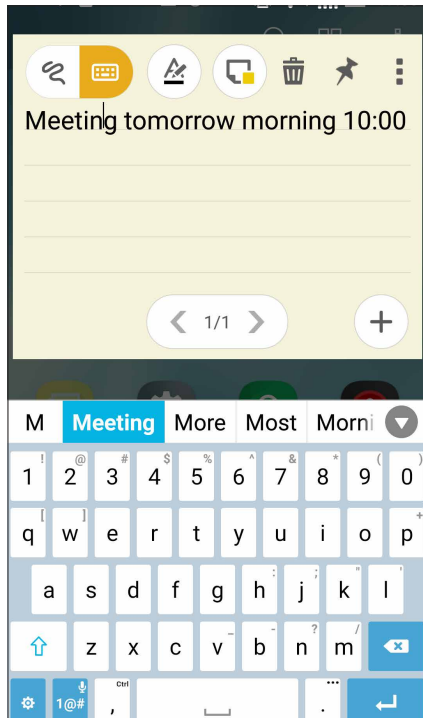 Meeting tomorrow morning 10:00
1/1
M Meeting More Most Morni
! @ # $ % ^ & * ( )
1 2 3 4 5 6 7 8 9 0
[ ] +
q w e r t y u i o p
: ; " '
a s d f g h j k l
_ - ? /
z x c v b n m
Ctrl ...
1@# , .